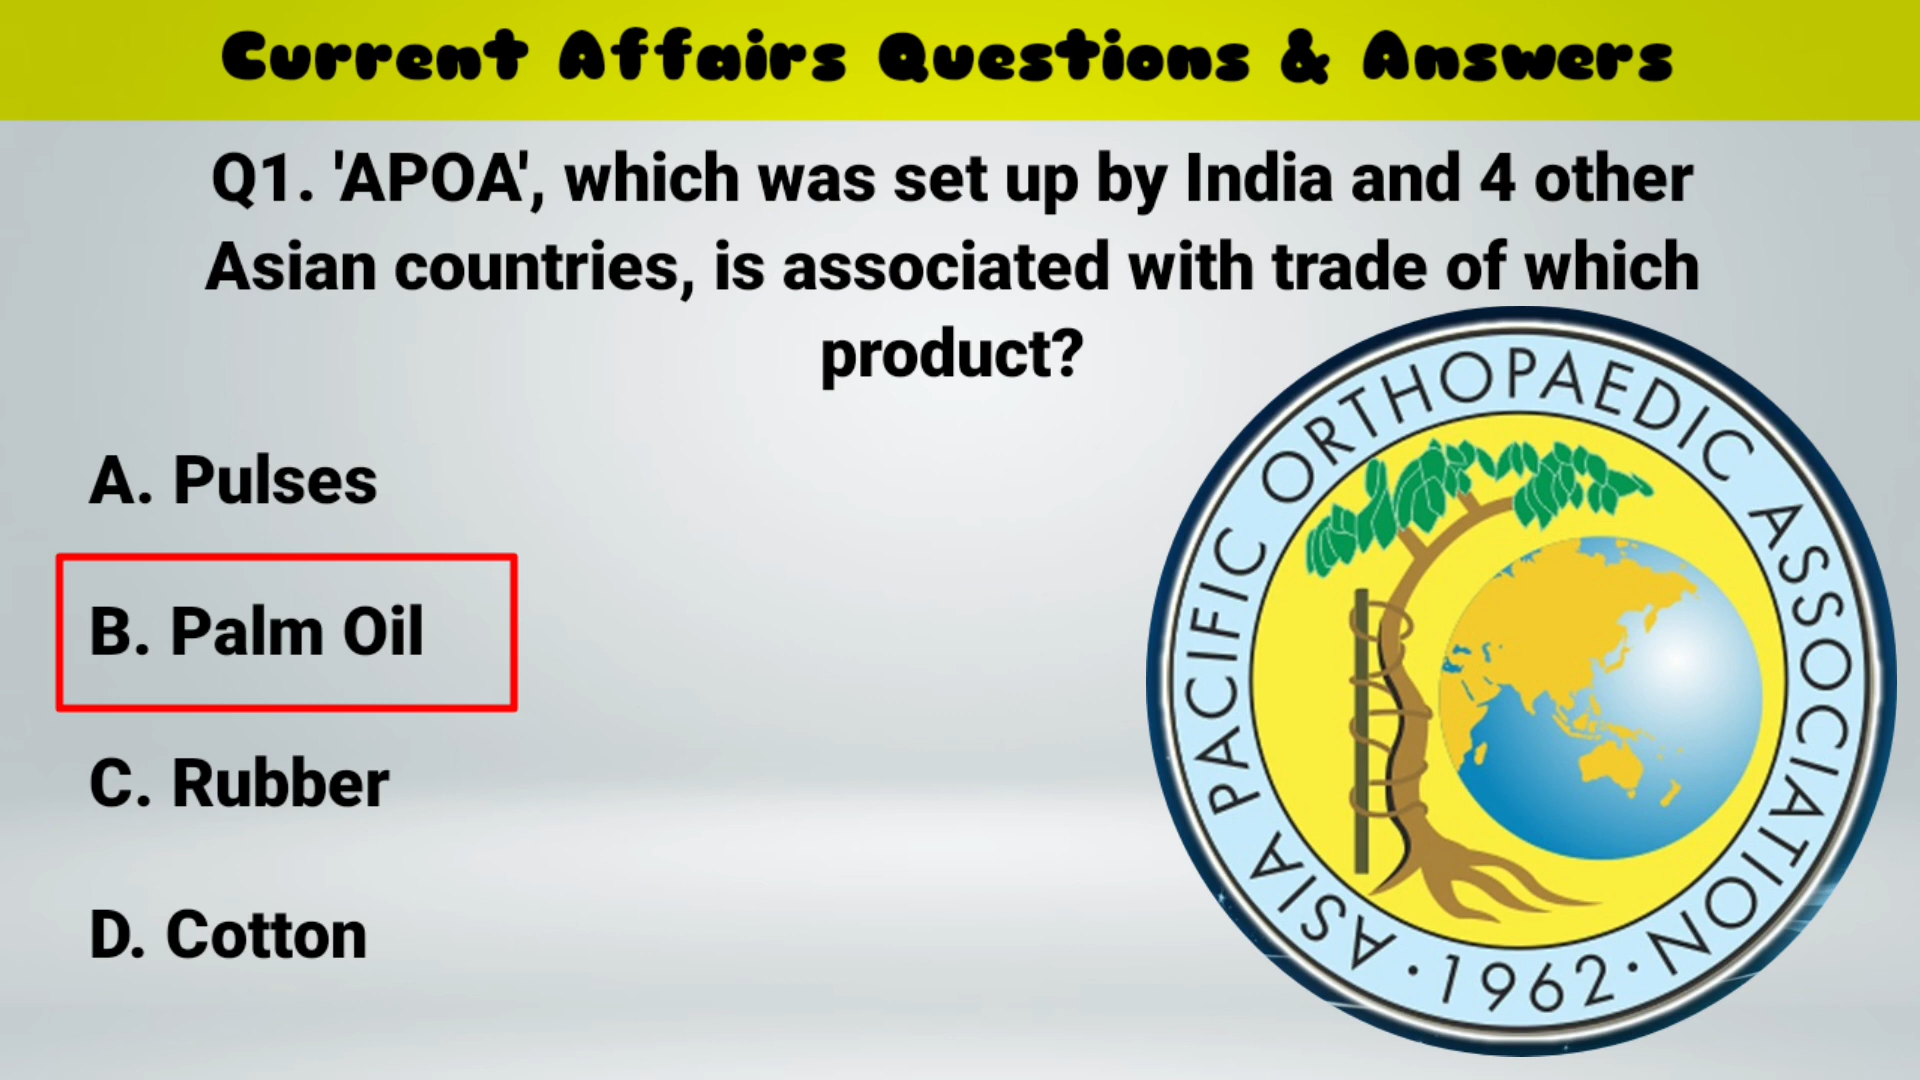 Current Affairs Questions & Answers
Q1. 'APOA', which was set up by India and 4 other
Asian countries, is associated with trade of which
product?
A. Pulses
B. Palm Oil
C. Rubber
D. Cotton
ASIA PACIFIC ORTHOPAEDIC ASSOCIATION
· 1962 ·